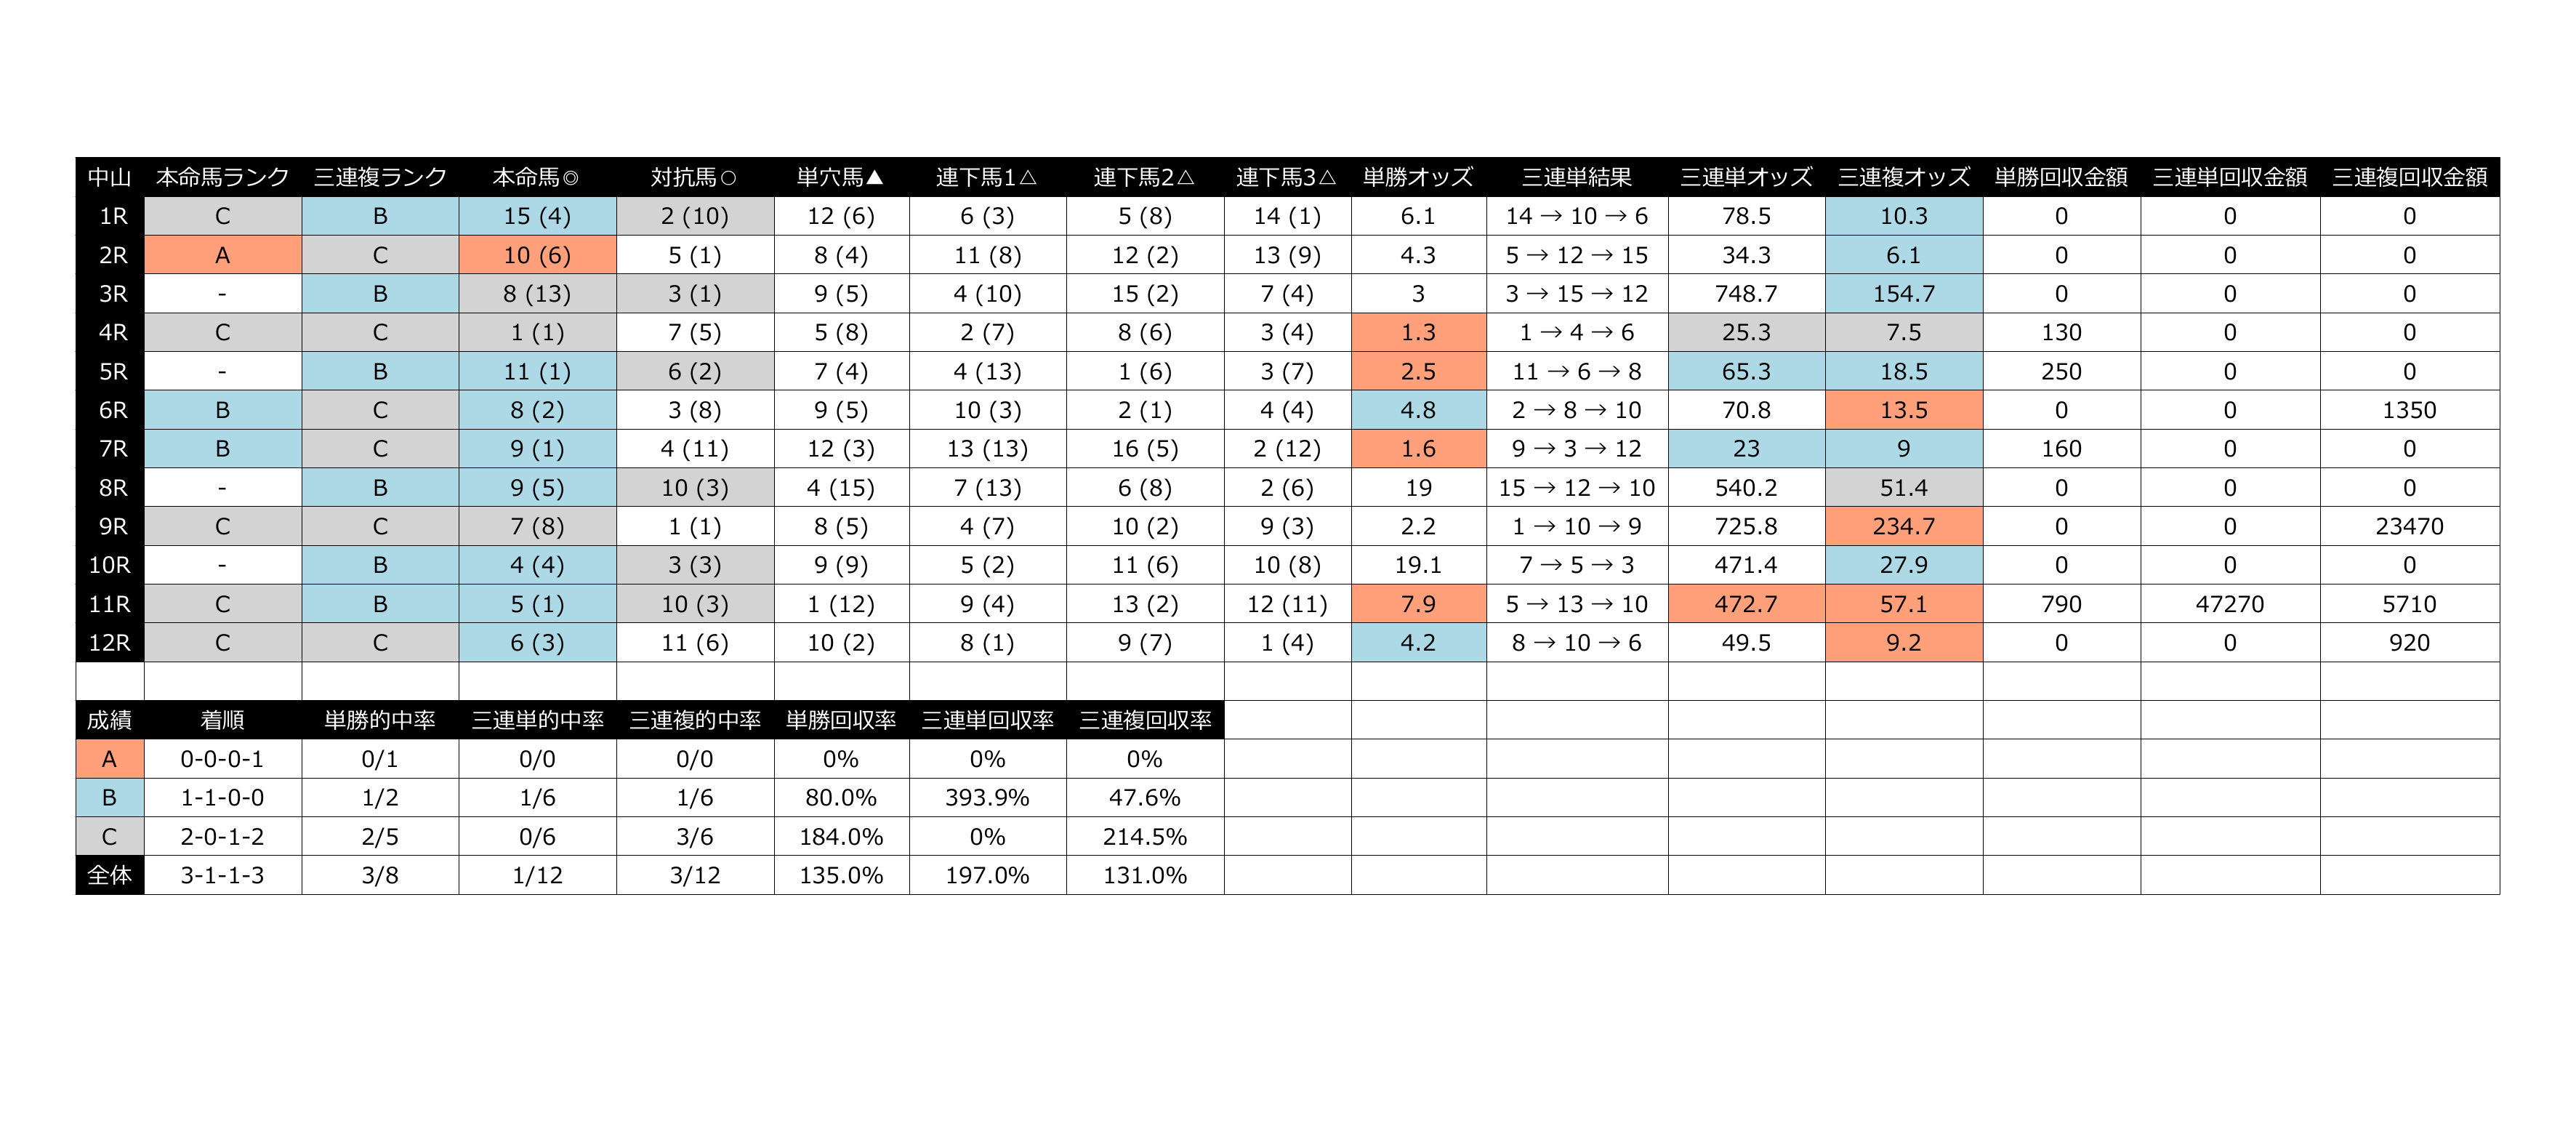 中山 本命馬ランク 三連複ランク 本命馬◎ 対抗馬○ 単穴馬▲ 連下馬1△ 連下馬2△ 連下馬3△ 単勝オッズ 三連単結果 三連単オッズ 三連複オッズ 単勝回収金額 三連単回収金額 三連複回収金額
1R C B 15 (4) 2 (10) 12 (6) 6 (3) 5 (8) 14 (1) 6.1 14 → 10 → 6 78.5 10.3 0 0 0
2R A C 10 (6) 5 (1) 8 (4) 11 (8) 12 (2) 13 (9) 4.3 5 → 12 → 15 34.3 6.1 0 0 0
3R - B 8 (13) 3 (1) 9 (5) 4 (10) 15 (2) 7 (4) 3 3 → 15 → 12 748.7 154.7 0 0 0
4R C C 1 (1) 7 (5) 5 (8) 2 (7) 8 (6) 3 (4) 1.3 1 → 4 → 6 25.3 7.5 130 0 0
5R - B 11 (1) 6 (2) 7 (4) 4 (13) 1 (6) 3 (7) 2.5 11 → 6 → 8 65.3 18.5 250 0 0
6R B C 8 (2) 3 (8) 9 (5) 10 (3) 2 (1) 4 (4) 4.8 2 → 8 → 10 70.8 13.5 0 0 1350
7R B C 9 (1) 4 (11) 12 (3) 13 (13) 16 (5) 2 (12) 1.6 9 → 3 → 12 23 9 160 0 0
8R - B 9 (5) 10 (3) 4 (15) 7 (13) 6 (8) 2 (6) 19 15 → 12 → 10 540.2 51.4 0 0 0
9R C C 7 (8) 1 (1) 8 (5) 4 (7) 10 (2) 9 (3) 2.2 1 → 10 → 9 725.8 234.7 0 0 23470
10R - B 4 (4) 3 (3) 9 (9) 5 (2) 11 (6) 10 (8) 19.1 7 → 5 → 3 471.4 27.9 0 0 0
11R C B 5 (1) 10 (3) 1 (12) 9 (4) 13 (2) 12 (11) 7.9 5 → 13 → 10 472.7 57.1 790 47270 5710
12R C C 6 (3) 11 (6) 10 (2) 8 (1) 9 (7) 1 (4) 4.2 8 → 10 → 6 49.5 9.2 0 0 920
成績 着順 単勝的中率 三連単的中率 三連複的中率 単勝回収率 三連単回収率 三連複回収率
A 0-0-0-1 0/1 0/0 0/0 0% 0% 0%
B 1-1-0-0 1/2 1/6 1/6 80.0% 393.9% 47.6%
C 2-0-1-2 2/5 0/6 3/6 184.0% 0% 214.5%
全体 3-1-1-3 3/8 1/12 3/12 135.0% 197.0% 131.0%